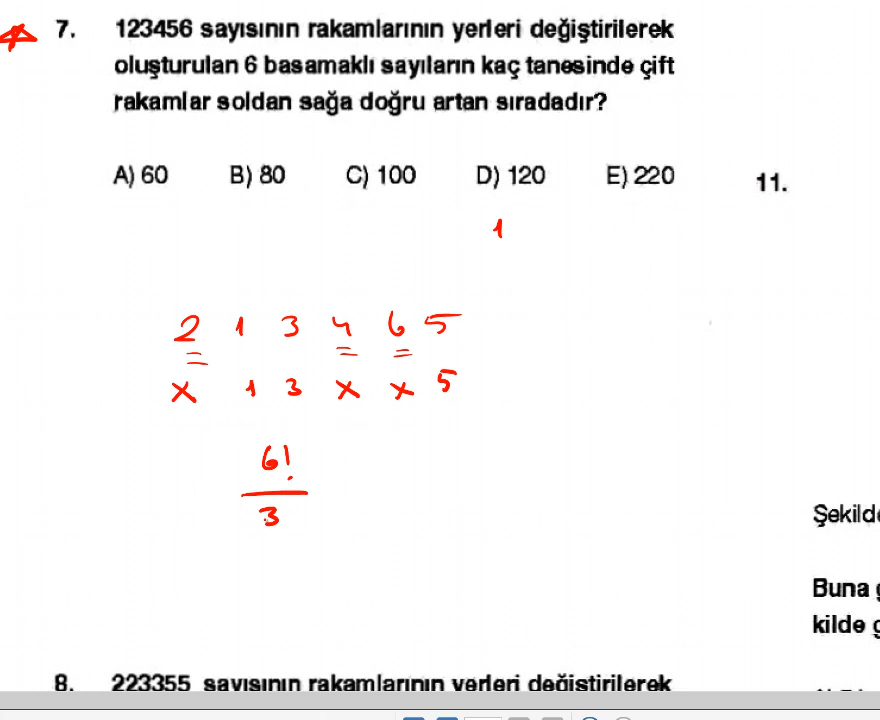 7. 123456 sayısının rakamlarının yerleri değiştirilerek
oluşturulan 6 basamaklı sayıların kaç tanesinde çift
rakamlar soldan sağa doğru artan sıradadır?
A) 60 B) 80 C) 100 D) 120 E) 220
11.
1
2 1 3 4 6 5
x 1 3 x x 5
6!
3
Şekilde
Buna
kilde
8. 223355 sayısının rakamlarının yerleri değiştirilerek